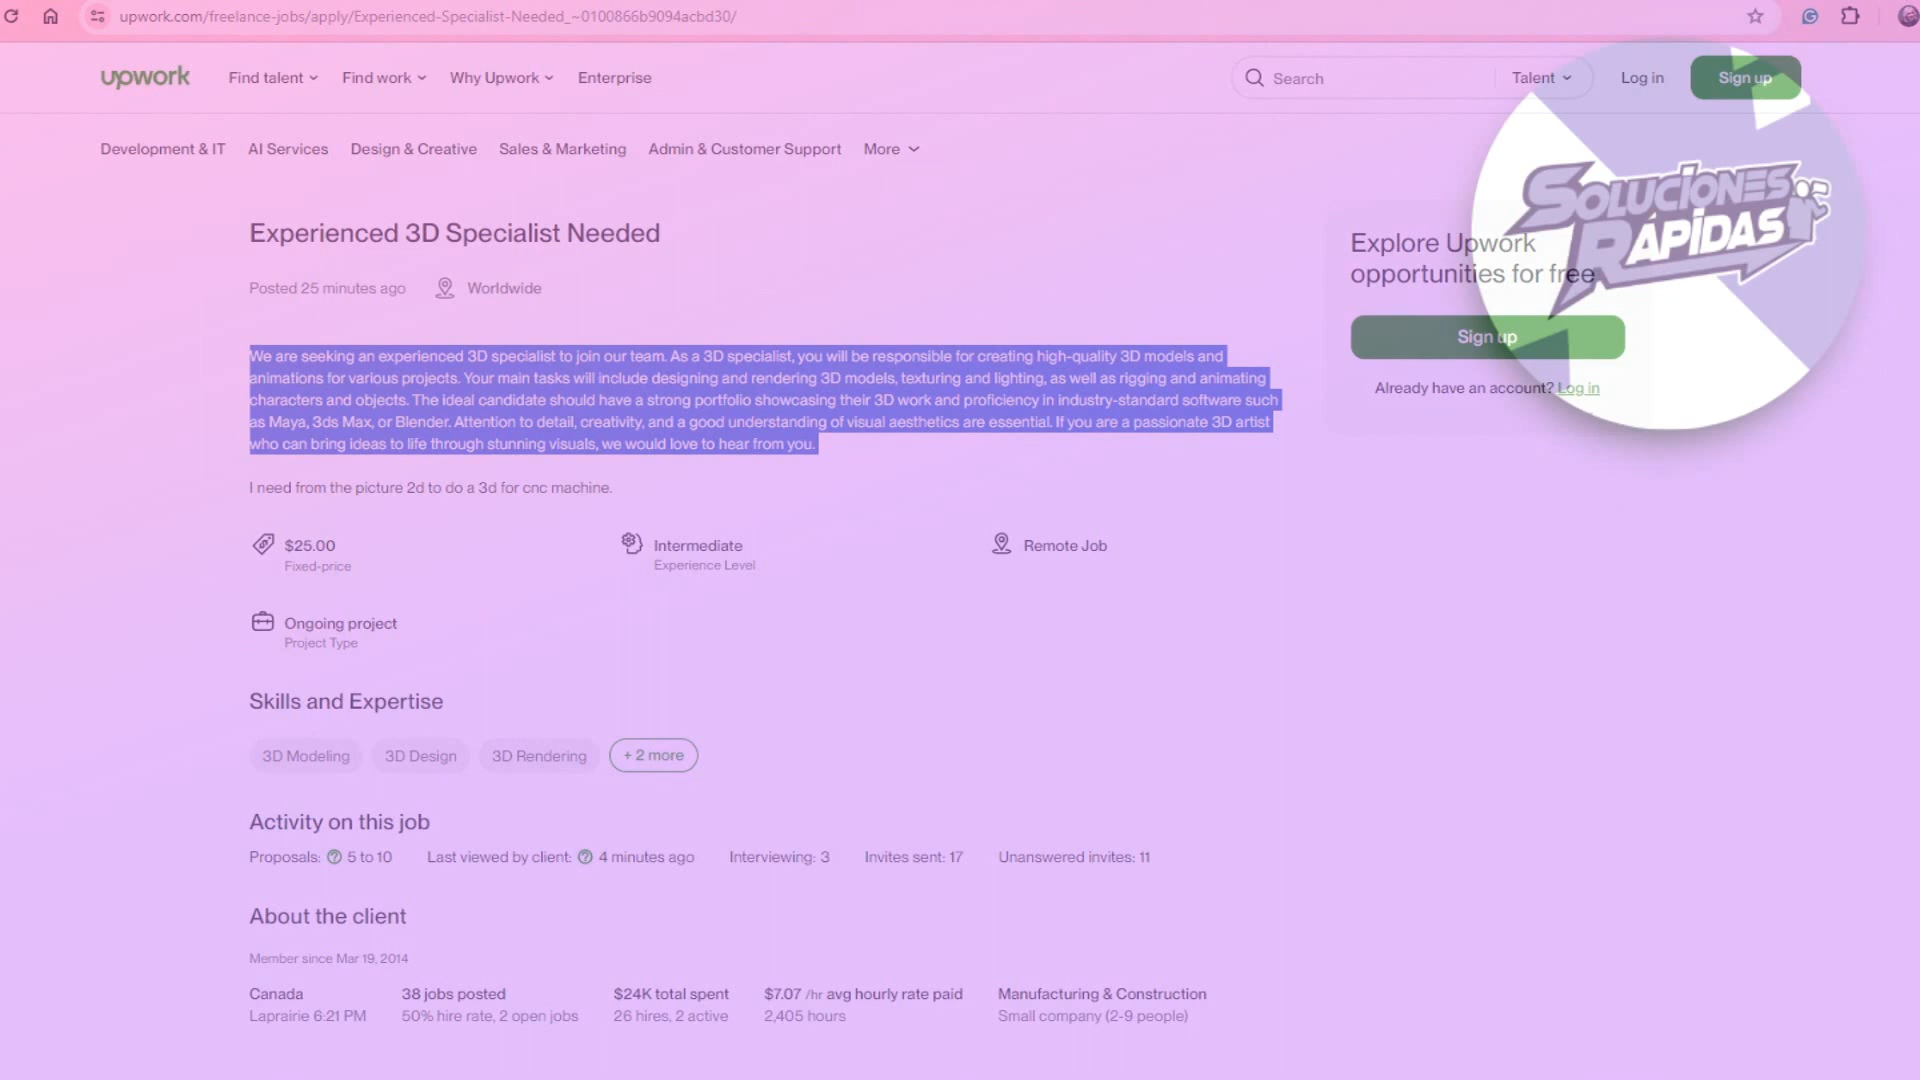 upwork.com/freelance-jobs/apply/Experienced-Specialist-Needed_~0100866b9094acbd30/
upwork Find talent Find work Why Upwork Enterprise Search Talent Log in Sign up
Development & IT AI Services Design & Creative Sales & Marketing Admin & Customer Support More
SOLUCIONES
RÁPIDAS
Experienced 3D Specialist Needed
Posted 25 minutes ago Worldwide
Explore Upwork
opportunities for free
Sign up
Already have an account? Log in
We are seeking an experienced 3D specialist to join our team. As a 3D specialist, you will be responsible for creating high-quality 3D models and
animations for various projects. Your main tasks will include designing and rendering 3D models, texturing and lighting, as well as rigging and animating
characters and objects. The ideal candidate should have a strong portfolio showcasing their 3D work and proficiency in industry-standard software such
as Maya, 3ds Max, or Blender. Attention to detail, creativity, and a good understanding of visual aesthetics are essential. If you are a passionate 3D artist
who can bring ideas to life through stunning visuals, we would love to hear from you.
I need from the picture 2d to do a 3d for cnc machine.
$25.00 Intermediate Remote Job
Fixed-price Experience Level
Ongoing project
Project Type
Skills and Expertise
3D Modeling 3D Design 3D Rendering + 2 more
Activity on this job
Proposals: 5 to 10 Last viewed by client: 4 minutes ago Interviewing: 3 Invites sent: 17 Unanswered invites: 11
About the client
Member since Mar 19, 2014
Canada 38 jobs posted $24K total spent $7.07 /hr avg hourly rate paid Manufacturing & Construction
Laprairie 6:21 PM 50% hire rate, 2 open jobs 26 hires, 2 active 2,405 hours Small company (2-9 people)